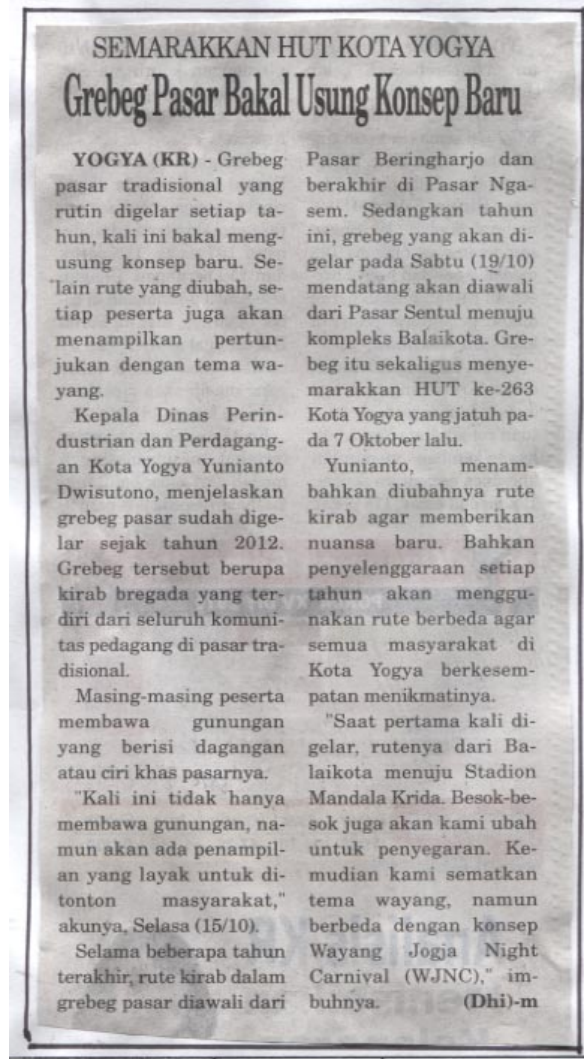 SEMARAKKAN HUT KOTA YOGYA
Grebeg Pasar Bakal Usung Konsep Baru
YOGYA (KR) - Grebeg
pasar tradisional yang
rutin digelar setiap ta-
hun, kali ini bakal meng-
usung konsep baru. Se-
lain rute yang diubah, se-
tiap peserta juga akan
menampilkan pertun-
jukan dengan tema wa-
yang.
Kepala Dinas Perin-
dustrian dan Perdagang-
an Kota Yogya Yunianto
Dwisutono, menjelaskan
grebeg pasar sudah dige-
lar sejak tahun 2012.
Grebeg tersebut berupa
kirab bregada yang ter-
diri dari seluruh komuni-
tas pedagang di pasar tra-
disional.
Masing-masing peserta
membawa gunungan
yang berisi dagangan
atau ciri khas pasarnya.
"Kali ini tidak hanya
membawa gunungan, na-
mun akan ada penampil-
an yang layak untuk di-
tonton masyarakat,"
akunya, Selasa (15/10).
Selama beberapa tahun
terakhir, rute kirab dalam
grebeg pasar diawali dari
Pasar Beringharjo dan
berakhir di Pasar Nga-
sem. Sedangkan tahun
ini, grebeg yang akan di-
gelar pada Sabtu (19/10)
mendatang akan diawali
dari Pasar Sentul menuju
kompleks Balaikota. Gre-
beg itu sekaligus menye-
marakkan HUT ke-263
Kota Yogya yang jatuh pa-
da 7 Oktober lalu.
Yunianto, menam-
bahkan diubahnya rute
kirab agar memberikan
nuansa baru. Bahkan
penyelenggaraan setiap
tahun akan menggu-
nakan rute berbeda agar
semua masyarakat di
Kota Yogya berkesem-
patan menikmatinya.
"Saat pertama kali di-
gelar, rutenya dari Ba-
laikota menuju Stadion
Mandala Krida. Besok-be-
sok juga akan kami ubah
untuk penyegaran. Ke-
mudian kami sematkan
tema wayang, namun
berbeda dengan konsep
Wayang Jogja Night
Carnival (WJNC)," im-
buhnya. (Dhi)-m